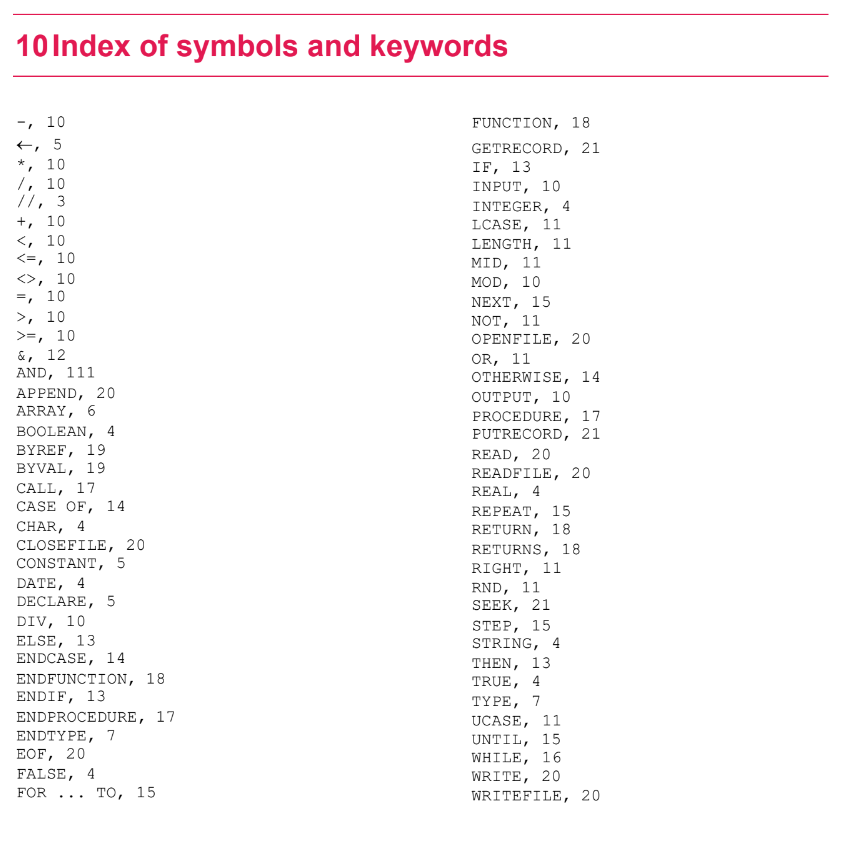 10 Index of symbols and keywords
-, 10
←, 5
*, 10
/, 10
//, 3
+, 10
<, 10
<=, 10
<>, 10
=, 10
>, 10
>=, 10
&, 12
AND, 111
APPEND, 20
ARRAY, 6
BOOLEAN, 4
BYREF, 19
BYVAL, 19
CALL, 17
CASE OF, 14
CHAR, 4
CLOSEFILE, 20
CONSTANT, 5
DATE, 4
DECLARE, 5
DIV, 10
ELSE, 13
ENDCASE, 14
ENDFUNCTION, 18
ENDIF, 13
ENDPROCEDURE, 17
ENDTYPE, 7
EOF, 20
FALSE, 4
FOR ... TO, 15
FUNCTION, 18
GETRECORD, 21
IF, 13
INPUT, 10
INTEGER, 4
LCASE, 11
LENGTH, 11
MID, 11
MOD, 10
NEXT, 15
NOT, 11
OPENFILE, 20
OR, 11
OTHERWISE, 14
OUTPUT, 10
PROCEDURE, 17
PUTRECORD, 21
READ, 20
READFILE, 20
REAL, 4
REPEAT, 15
RETURN, 18
RETURNS, 18
RIGHT, 11
RND, 11
SEEK, 21
STEP, 15
STRING, 4
THEN, 13
TRUE, 4
TYPE, 7
UCASE, 11
UNTIL, 15
WHILE, 16
WRITE, 20
WRITEFILE, 20